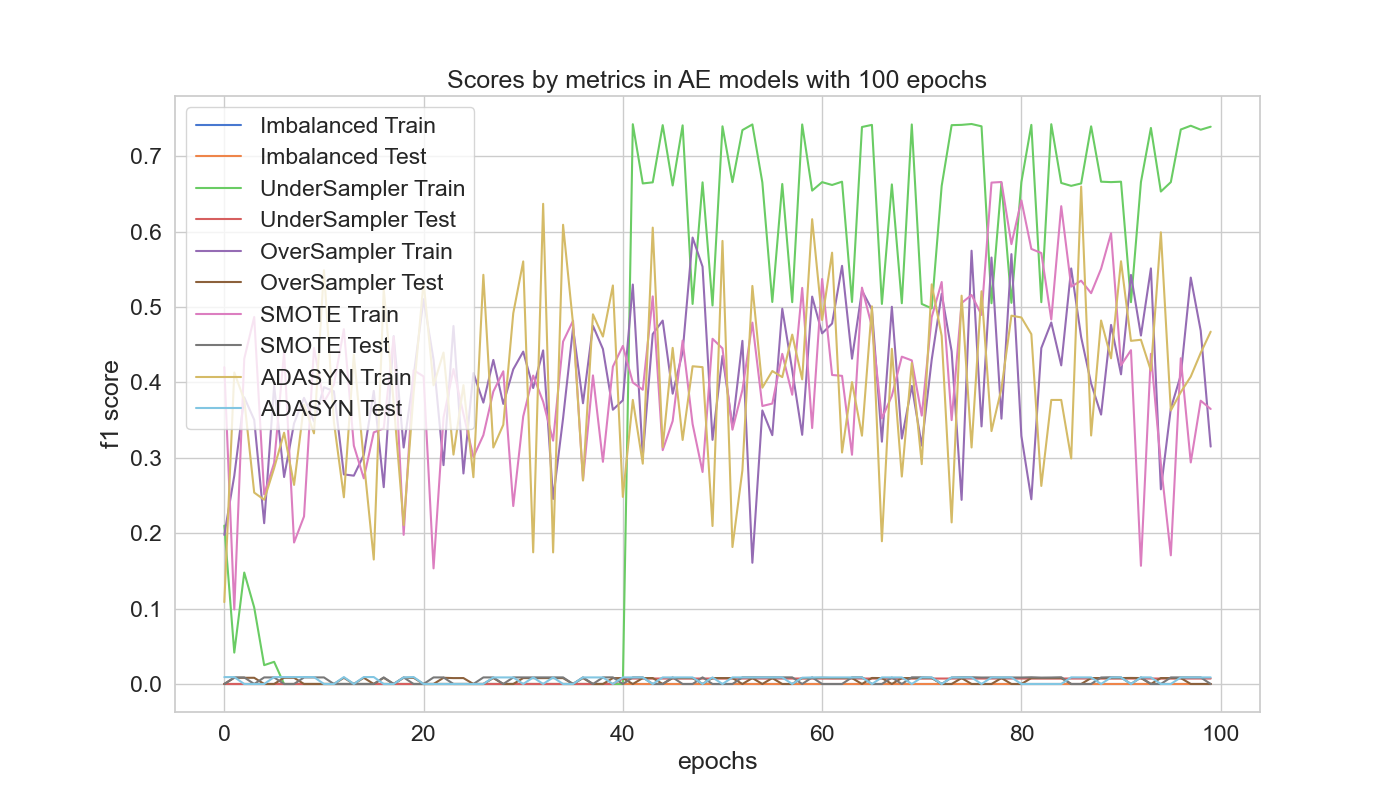 Scores by metrics in AE models with 100 epochs
Imbalanced Train
Imbalanced Test
UnderSampler Train
UnderSampler Test
OverSampler Train
OverSampler Test
SMOTE Train
SMOTE Test
ADASYN Train
ADASYN Test
f1 score
0.7
0.6
0.5
0.4
0.3
0.2
0.1
0.0
0 20 40 60 80 100
epochs